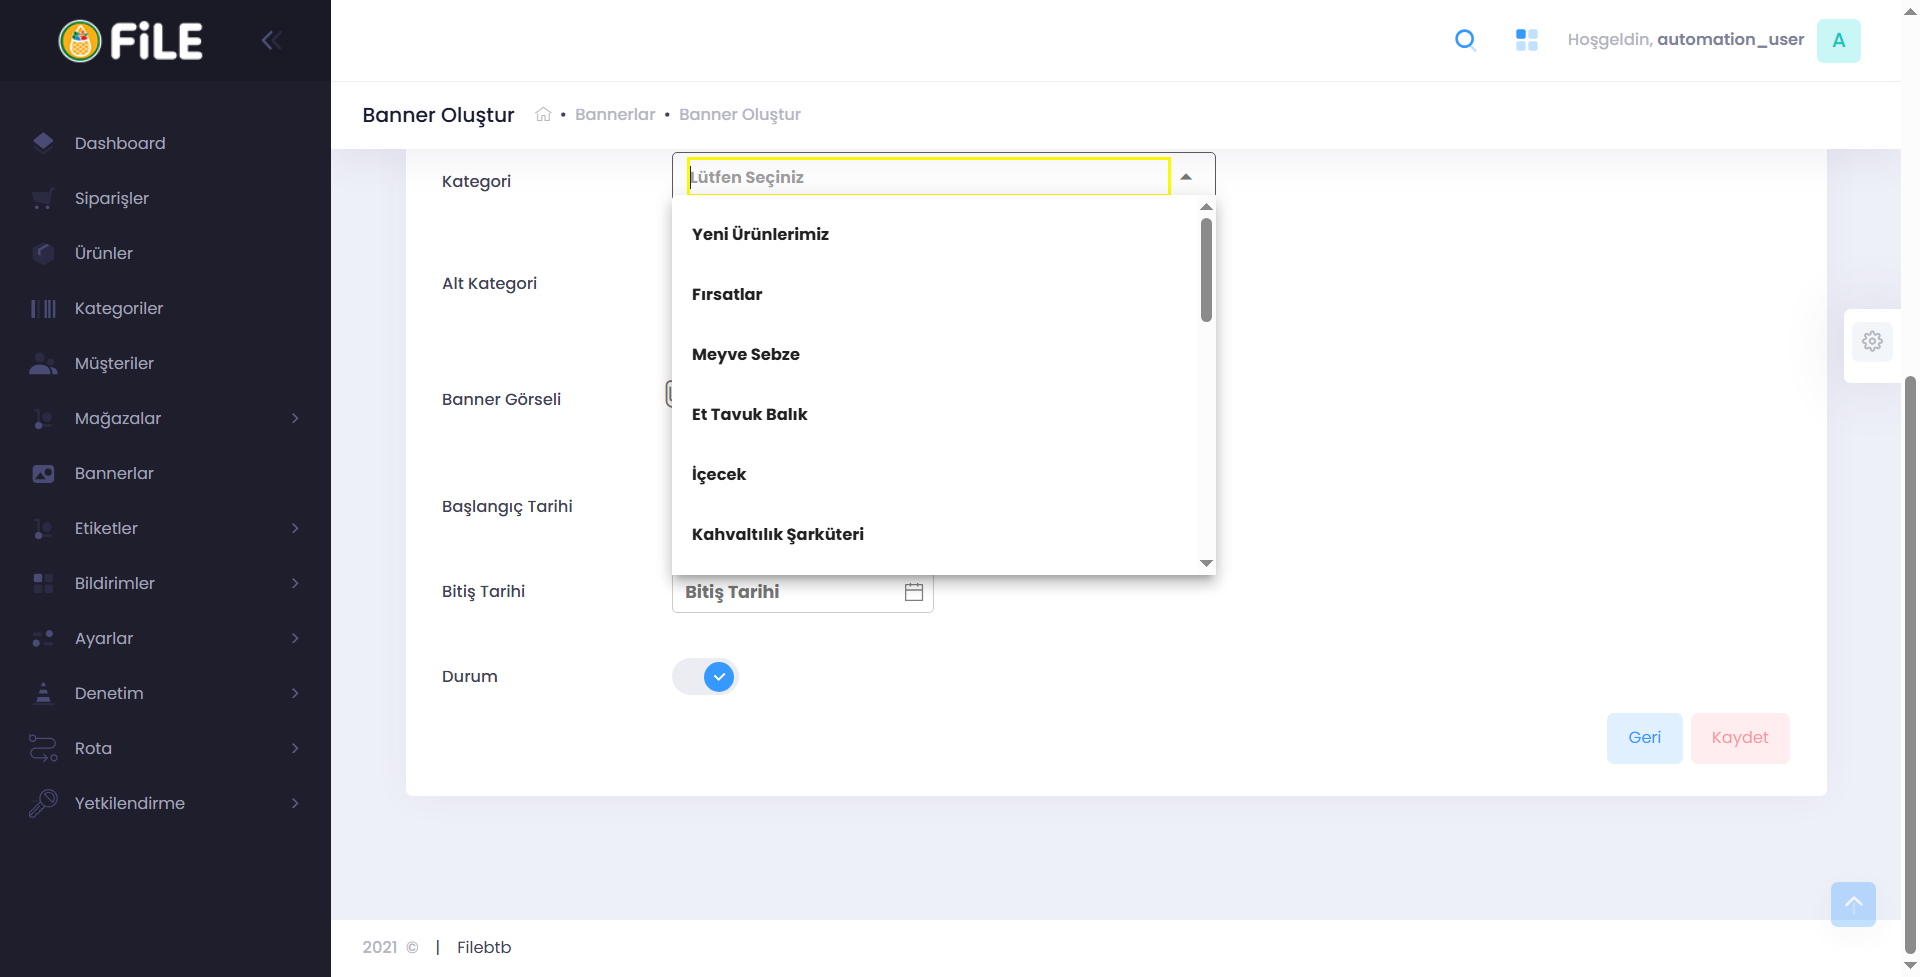 FiLE
Hoşgeldin, automation_user
A
Banner Oluştur
Bannerlar • Banner Oluştur
Dashboard
Siparişler
Ürünler
Kategoriler
Müşteriler
Mağazalar
Bannerlar
Etiketler
Bildirimler
Ayarlar
Denetim
Rota
Yetkilendirme
Kategori
Lütfen Seçiniz
Yeni Ürünlerimiz
Fırsatlar
Meyve Sebze
Et Tavuk Balık
İçecek
Kahvaltılık Şarküteri
Alt Kategori
Banner Görseli
Başlangıç Tarihi
Bitiş Tarihi
Bitiş Tarihi
Durum
Geri
Kaydet
2021 © | Filebtb